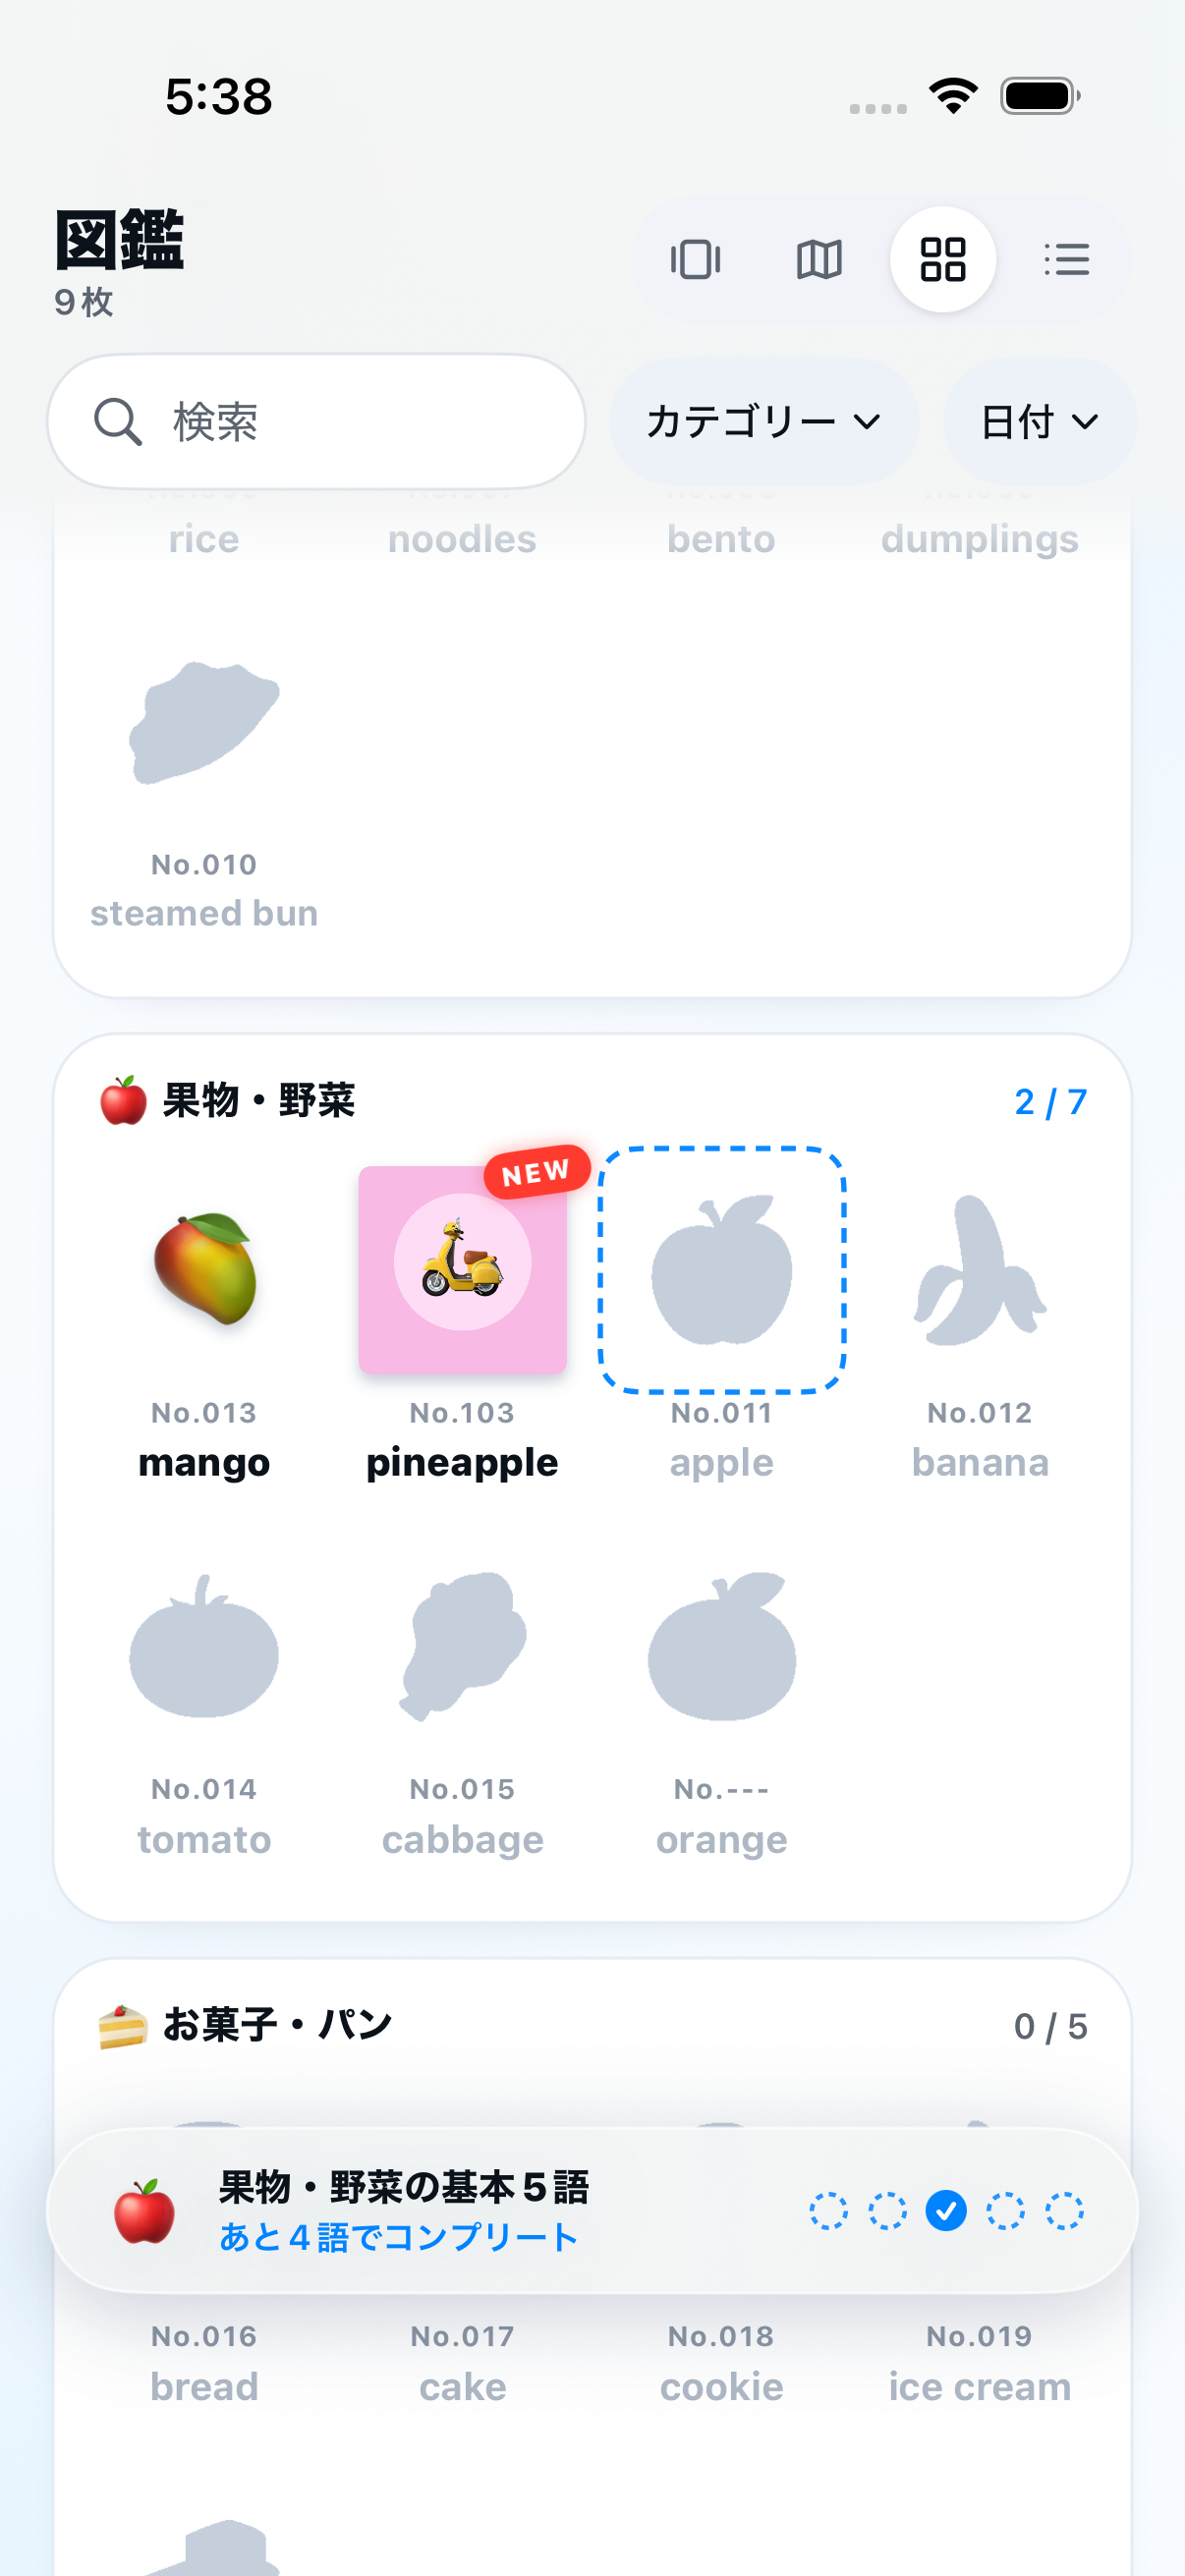 5:38
図鑑
9枚
検索
カテゴリー
日付
rice
noodles
bento
dumplings
No.010
steamed bun
果物・野菜
2 / 7
NEW
No.013
mango
No.103
pineapple
No.011
apple
No.012
banana
No.014
tomato
No.015
cabbage
No.---
orange
お菓子・パン
0 / 5
果物・野菜の基本5語
あと4語でコンプリート
No.016
bread
No.017
cake
No.018
cookie
No.019
ice cream